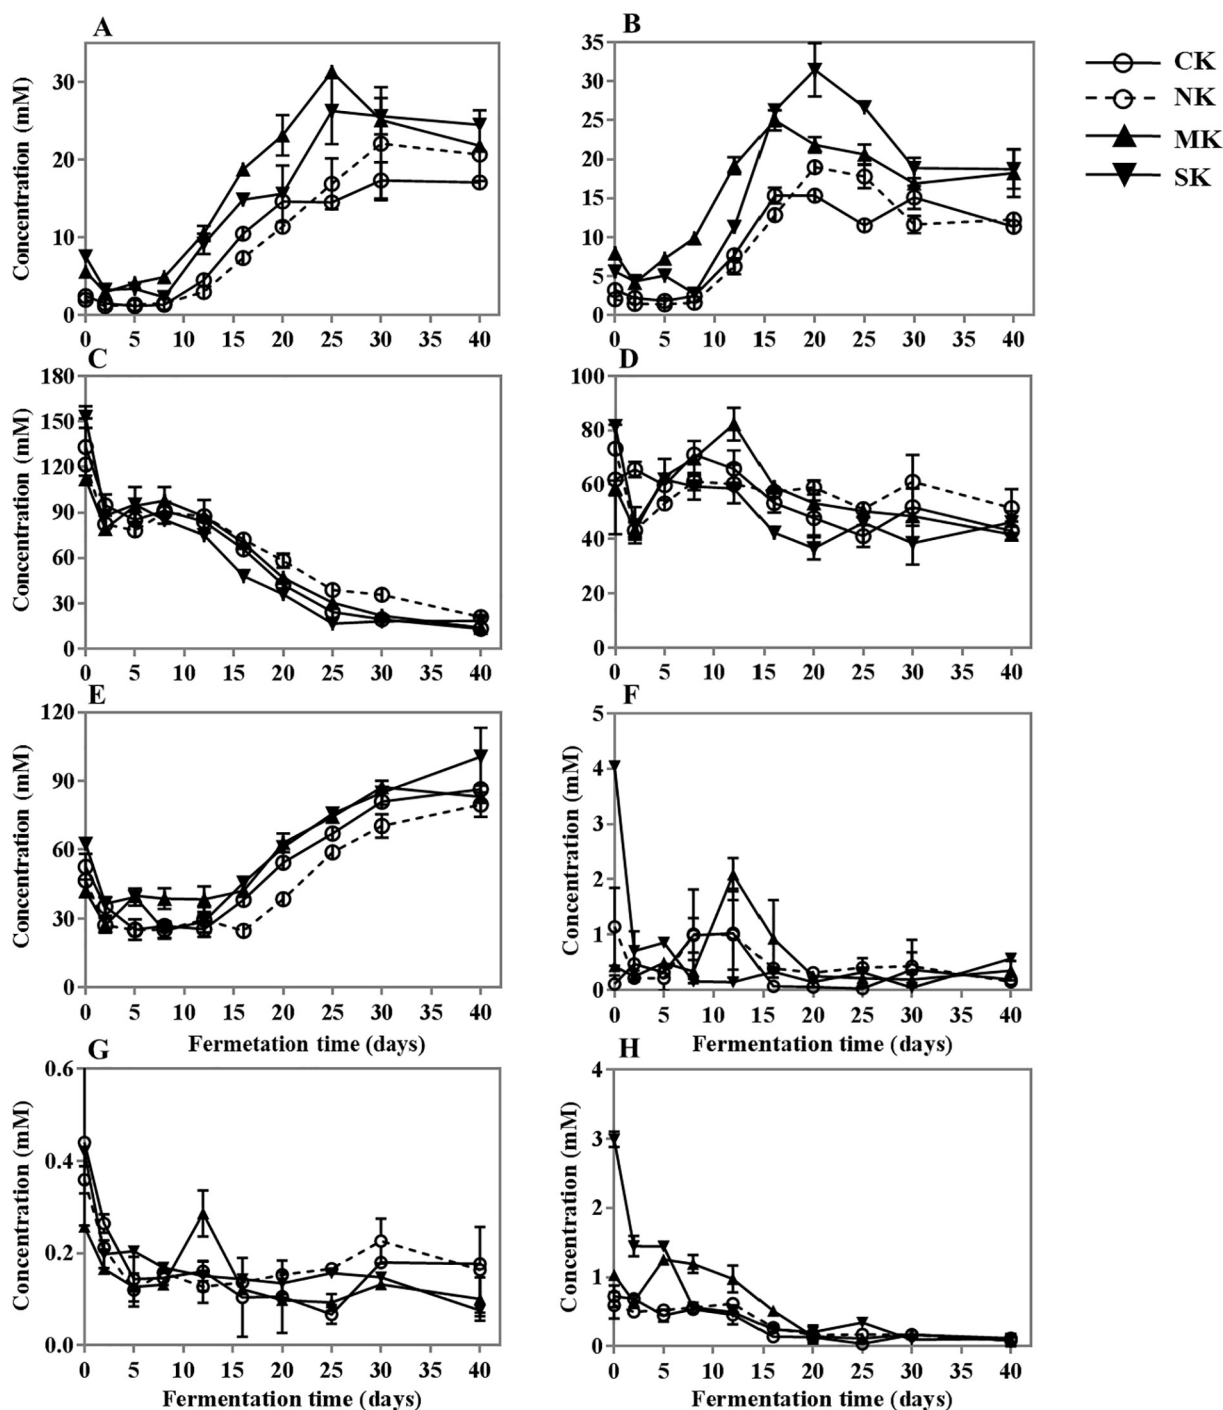 A
Concentration (mM)
30
20
10
0
0 5 10 15 20 25 30 35 40
B
Concentration (mM)
35
30
25
20
15
10
5
0
0 5 10 15 20 25 30 35 40
CK
NK
MK
SK
C
Concentration (mM)
180
150
120
90
60
30
0
0 5 10 15 20 25 30 35 40
D
Concentration (mM)
100
80
60
40
20
0
0 5 10 15 20 25 30 35 40
E
Concentration (mM)
120
90
60
30
0
0 5 10 15 20 25 30 35 40
Fermetation time (days)
F
Concentration (mM)
5
4
3
2
1
0
0 5 10 15 20 25 30 35 40
Fermentation time (days)
G
Concentration (mM)
0.6
0.4
0.2
0.0
0 5 10 15 20 25 30 35 40
Fermentation time (days)
H
Concentration (mM)
4
3
2
1
0
0 5 10 15 20 25 30 35 40
Fermentation time (days)